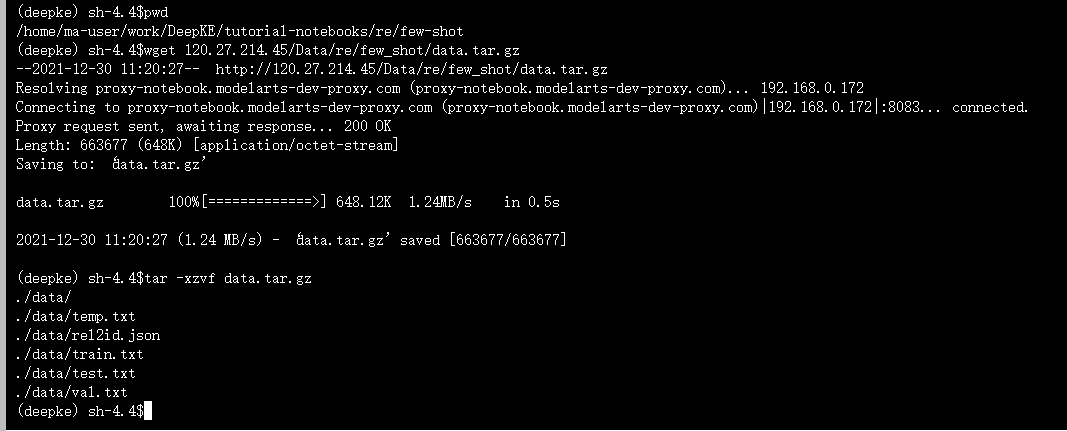 (deepke) sh-4.4$pwd
/home/ma-user/work/DeepKE/tutorial-notebooks/re/few-shot
(deepke) sh-4.4$wget 120.27.214.45/Data/re/few_shot/data.tar.gz
--2021-12-30 11:20:27--  http://120.27.214.45/Data/re/few_shot/data.tar.gz
Resolving proxy-notebook.modelarts-dev-proxy.com (proxy-notebook.modelarts-dev-proxy.com)... 192.168.0.172
Connecting to proxy-notebook.modelarts-dev-proxy.com (proxy-notebook.modelarts-dev-proxy.com)|192.168.0.172|:8083... connected.
Proxy request sent, awaiting response... 200 OK
Length: 663677 (648K) [application/octet-stream]
Saving to: ‘data.tar.gz’
data.tar.gz        100%[=============>] 648.12K  1.24MB/s    in 0.5s
2021-12-30 11:20:27 (1.24 MB/s) - ‘data.tar.gz’ saved [663677/663677]
(deepke) sh-4.4$tar -xzvf data.tar.gz
./data/
./data/temp.txt
./data/rel2id.json
./data/train.txt
./data/test.txt
./data/val.txt
(deepke) sh-4.4$